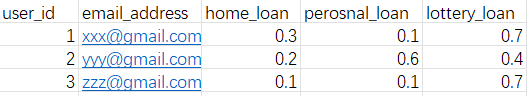 user_id email_address home_loan perosnal_loan lottery_loan
1 xxx@gmail.com 0.3 0.1 0.7
2 yyy@gmail.com 0.2 0.6 0.4
3 zzz@gmail.com 0.1 0.1 0.7